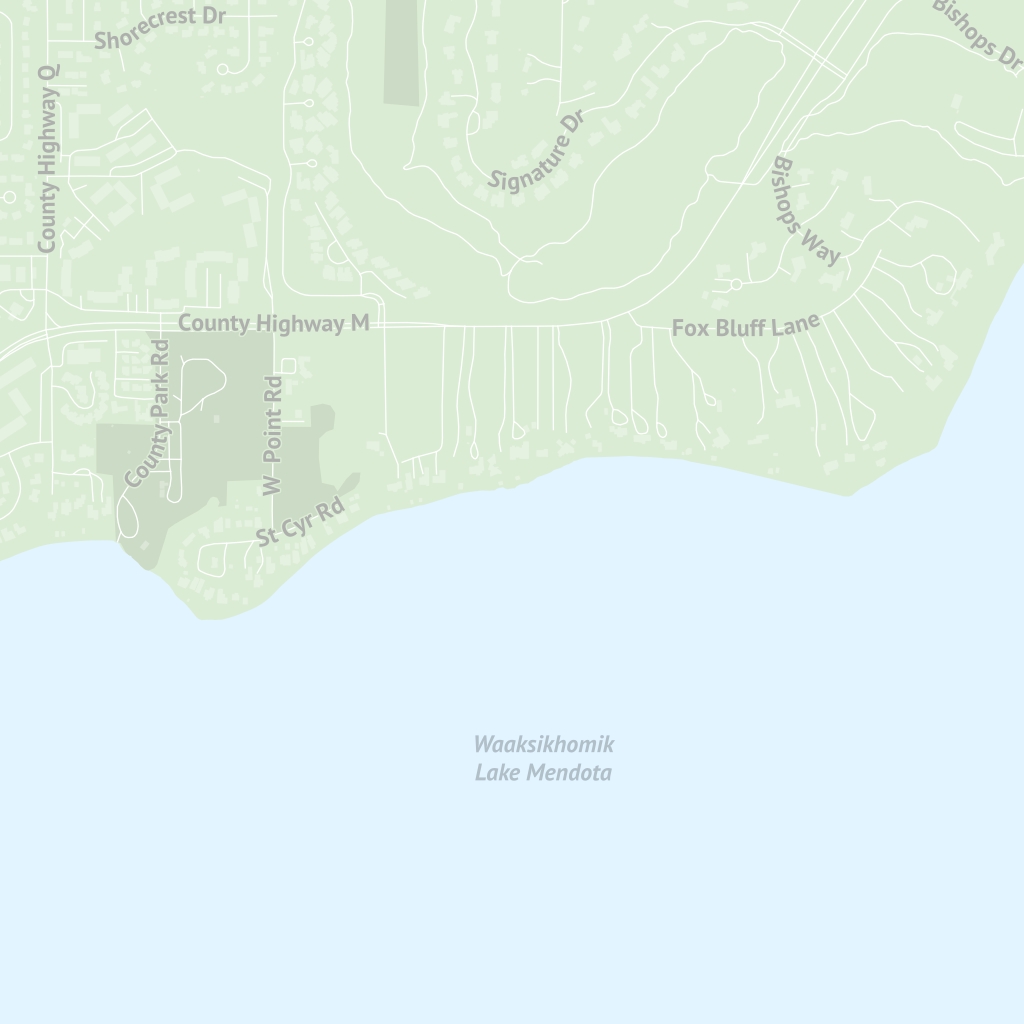 Shorecrest Dr
Bishops Dr
County Highway Q
Signature Dr
Bishops Way
County Highway M
Fox Bluff Lane
County Park Rd
W Point Rd
St Cyr Rd
Waaksikhomik
Lake Mendota